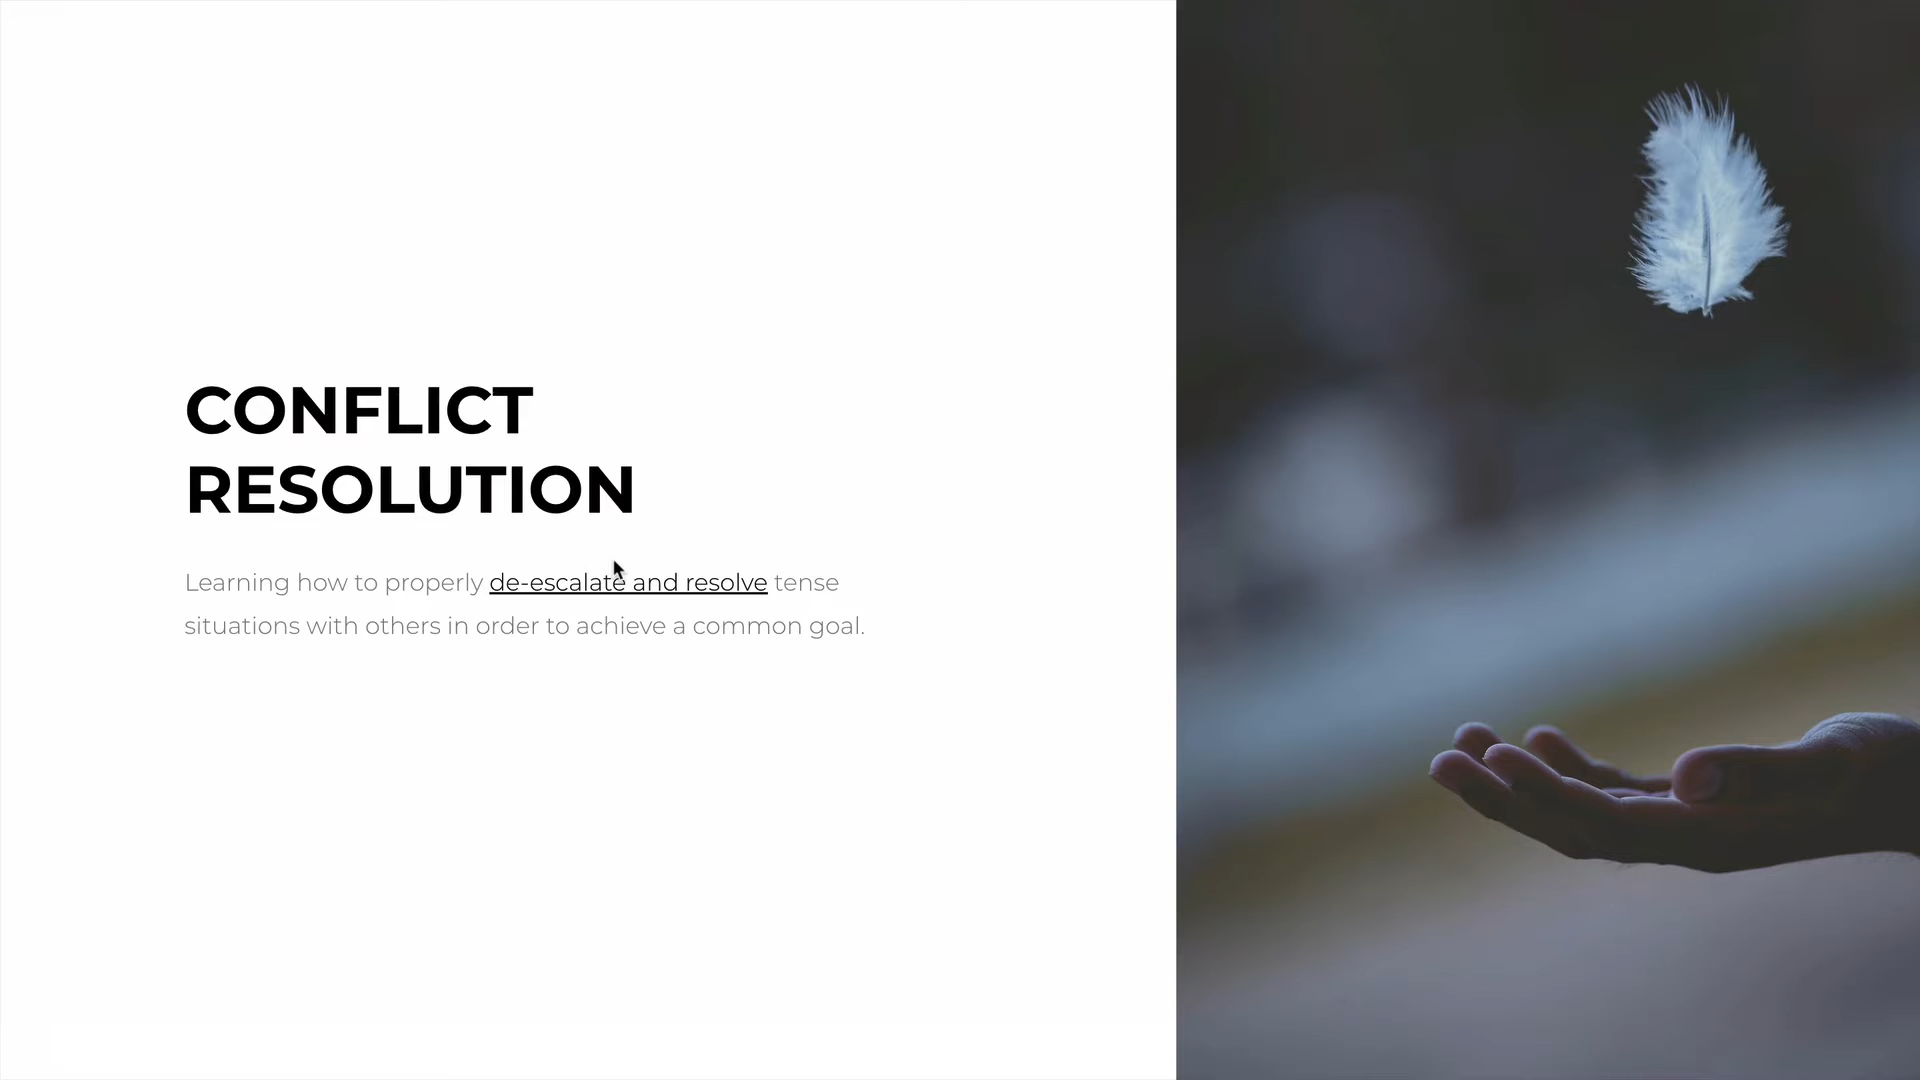 CONFLICT
RESOLUTION
Learning how to properly de-escalate and resolve tense
situations with others in order to achieve a common goal.